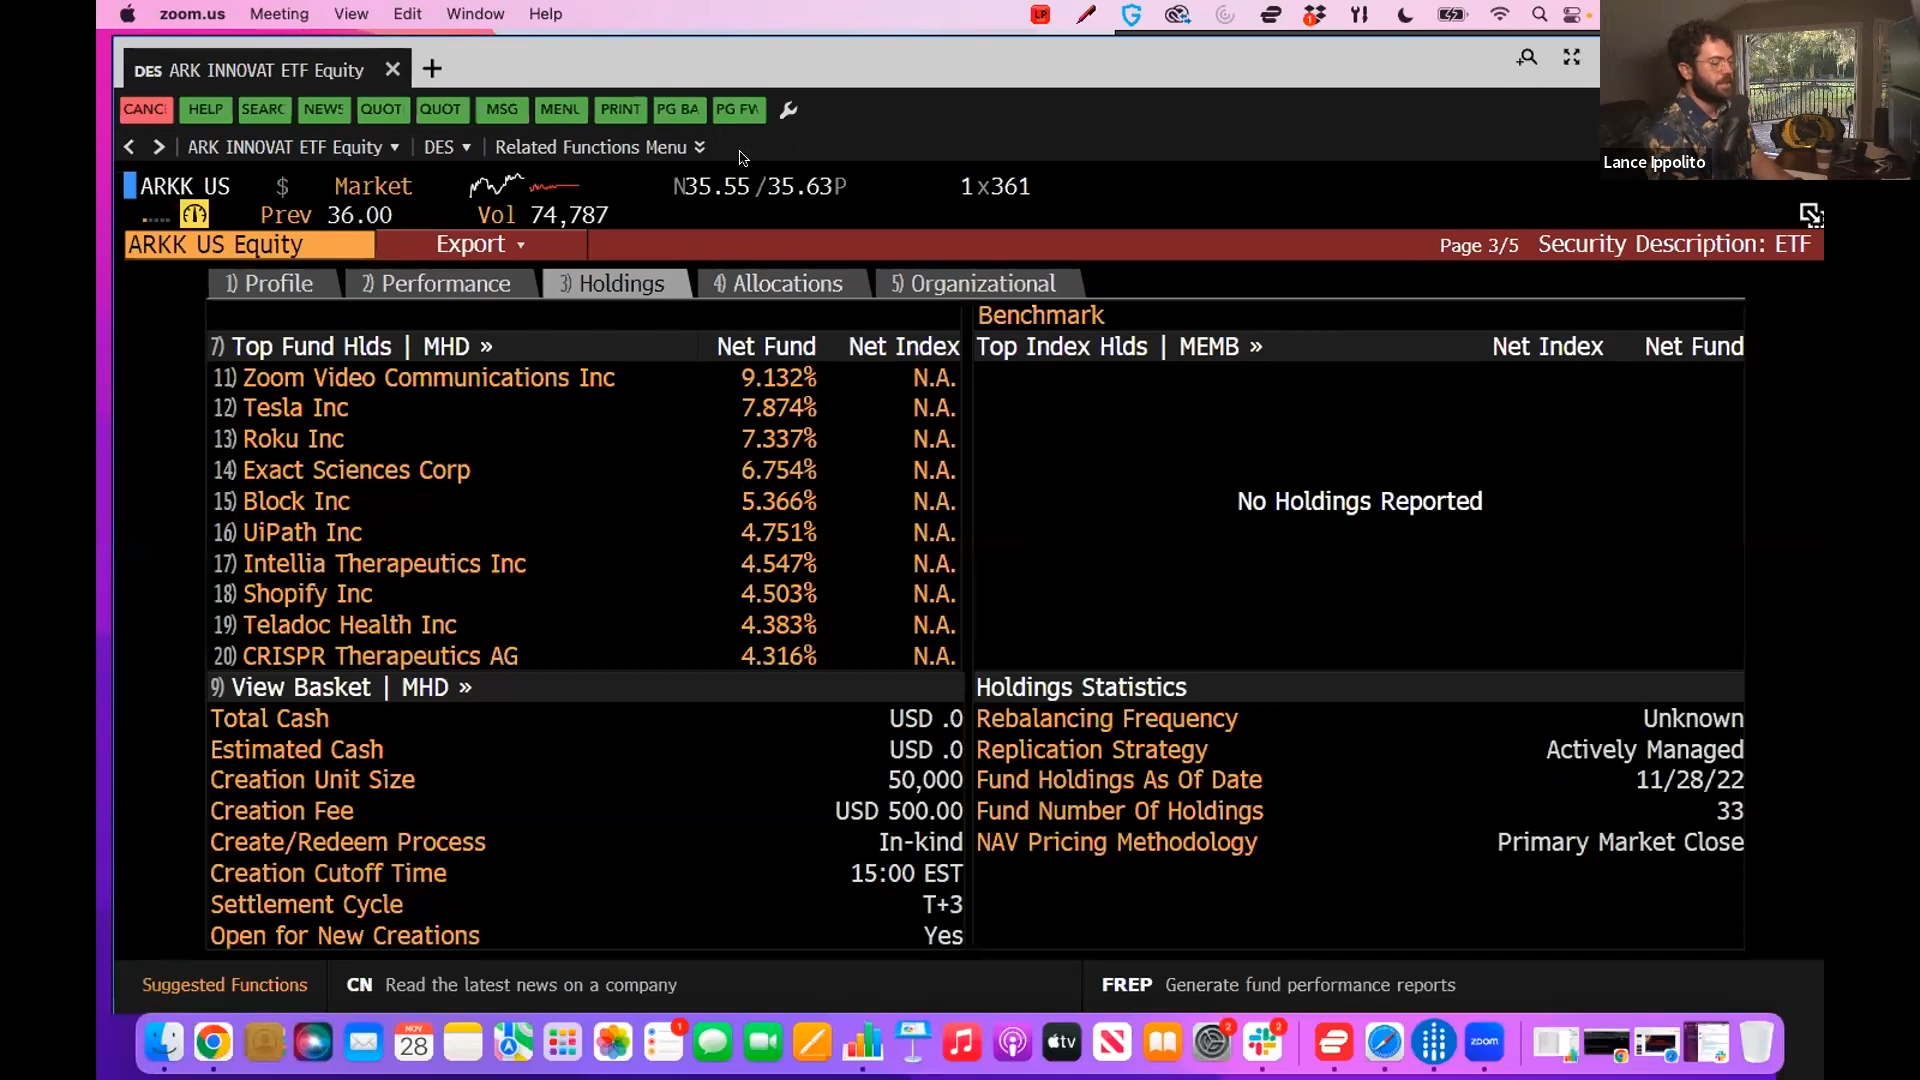 zoom.us Meeting View Edit Window Help
DES ARK INNOVAT ETF Equity
CANC HELP SEARC NEWS QUOT QUOT MSG MENU PRINT PG BA PG FW
ARK INNOVAT ETF Equity DES Related Functions Menu
Lance Ippolito
ARKK US $ Market N35.55/35.63P 1x361
Prev 36.00 Vol 74,787
ARKK US Equity Export Page 3/5 Security Description: ETF
1) Profile 2) Performance 3) Holdings 4) Allocations 5) Organizational
Benchmark
7) Top Fund Hlds | MHD » Net Fund Net Index Top Index Hlds | MEMB » Net Index Net Fund
11) Zoom Video Communications Inc 9.132% N.A.
12) Tesla Inc 7.874% N.A.
13) Roku Inc 7.337% N.A.
14) Exact Sciences Corp 6.754% N.A.
15) Block Inc 5.366% N.A. No Holdings Reported
16) UiPath Inc 4.751% N.A.
17) Intellia Therapeutics Inc 4.547% N.A.
18) Shopify Inc 4.503% N.A.
19) Teladoc Health Inc 4.383% N.A.
20) CRISPR Therapeutics AG 4.316% N.A.
9) View Basket | MHD » Holdings Statistics
Total Cash USD .0 Rebalancing Frequency Unknown
Estimated Cash USD .0 Replication Strategy Actively Managed
Creation Unit Size 50,000 Fund Holdings As Of Date 11/28/22
Creation Fee USD 500.00 Fund Number Of Holdings 33
Create/Redeem Process In-kind NAV Pricing Methodology Primary Market Close
Creation Cutoff Time 15:00 EST
Settlement Cycle T+3
Open for New Creations Yes
Suggested Functions CN Read the latest news on a company FREP Generate fund performance reports
NOV
28 1 tv 2 2 zoom